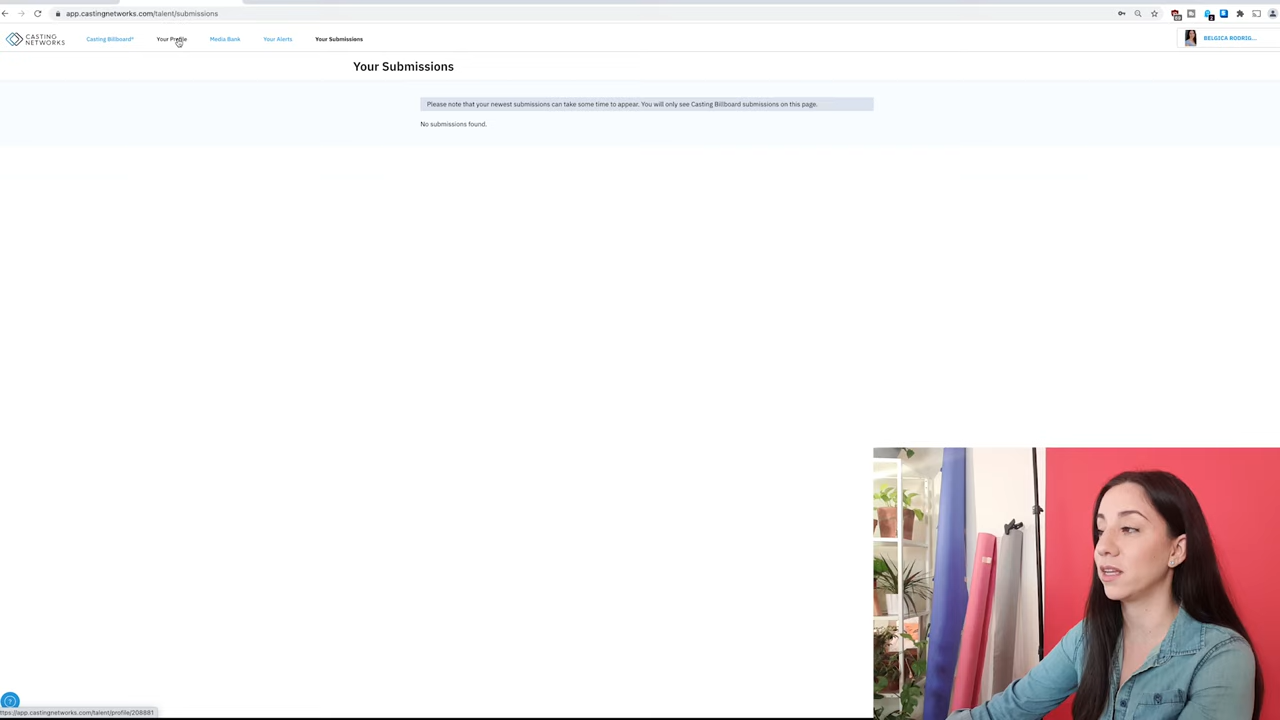 app.castingnetworks.com/talent/submissions
CASTING
NETWORKS
Casting Billboard® Your Profile Media Bank Your Alerts Your Submissions
BELGICA RODRIG...
Your Submissions
Please note that your newest submissions can take some time to appear. You will only see Casting Billboard submissions on this page.
No submissions found.
?
ttps://app.castingnetworks.com/talent/profile/208881